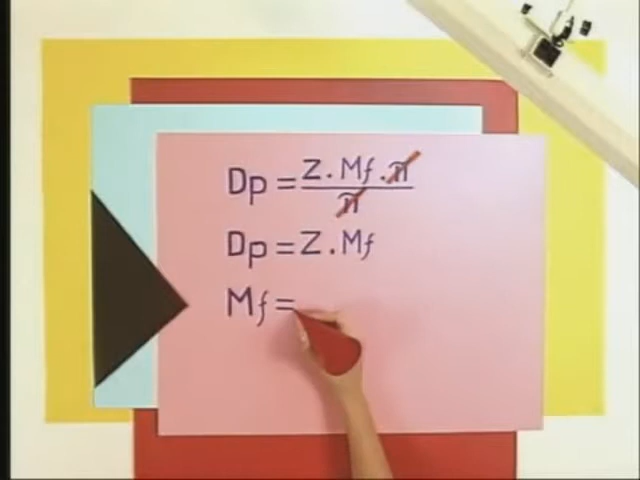 Dp = Z . Mf . π / π
Dp = Z . Mf
Mf =